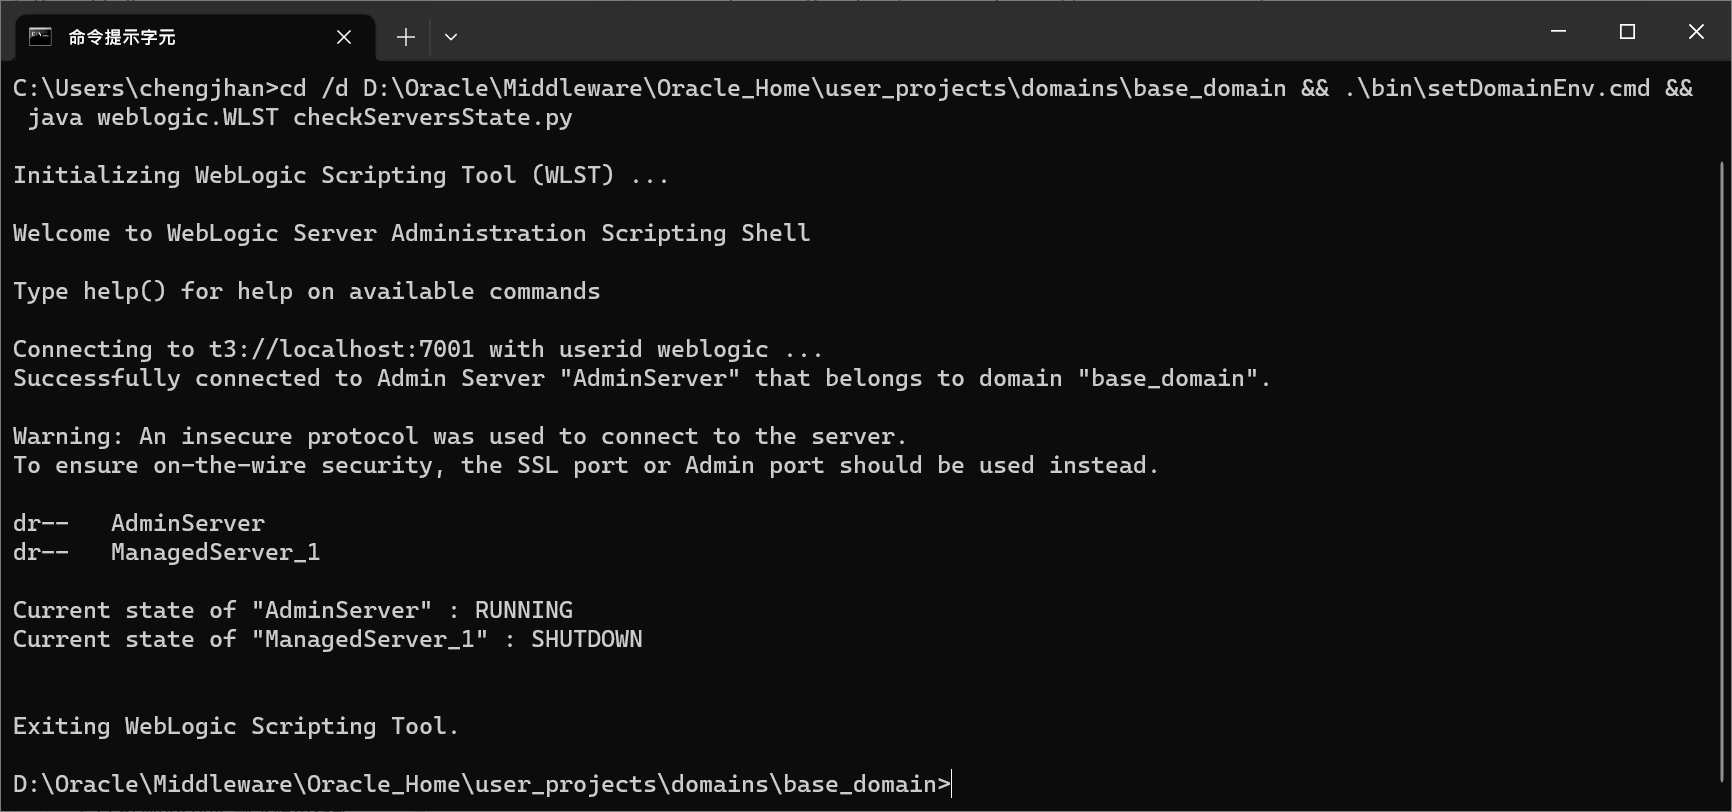 命令提示字元
C:\Users\chengjhan>cd /d D:\Oracle\Middleware\Oracle_Home\user_projects\domains\base_domain && .\bin\setDomainEnv.cmd &&
 java weblogic.WLST checkServersState.py
Initializing WebLogic Scripting Tool (WLST) ...
Welcome to WebLogic Server Administration Scripting Shell
Type help() for help on available commands
Connecting to t3://localhost:7001 with userid weblogic ...
Successfully connected to Admin Server "AdminServer" that belongs to domain "base_domain".
Warning: An insecure protocol was used to connect to the server.
To ensure on-the-wire security, the SSL port or Admin port should be used instead.
dr--   AdminServer
dr--   ManagedServer_1
Current state of "AdminServer" : RUNNING
Current state of "ManagedServer_1" : SHUTDOWN
Exiting WebLogic Scripting Tool.
D:\Oracle\Middleware\Oracle_Home\user_projects\domains\base_domain>